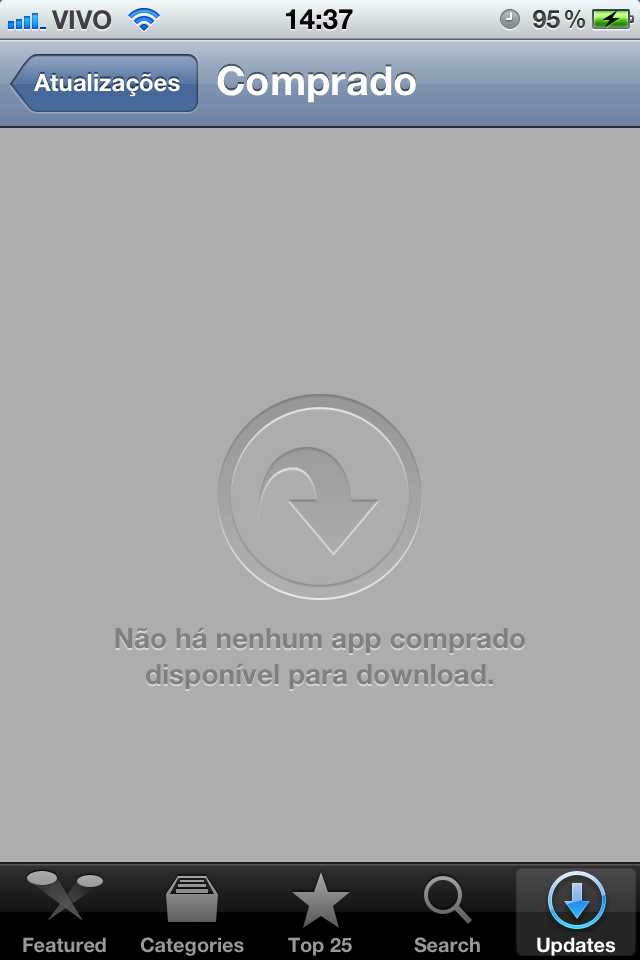 VIVO 14:37 95%
Atualizações Comprado
Não há nenhum app comprado
disponível para download.
Featured Categories Top 25 Search Updates